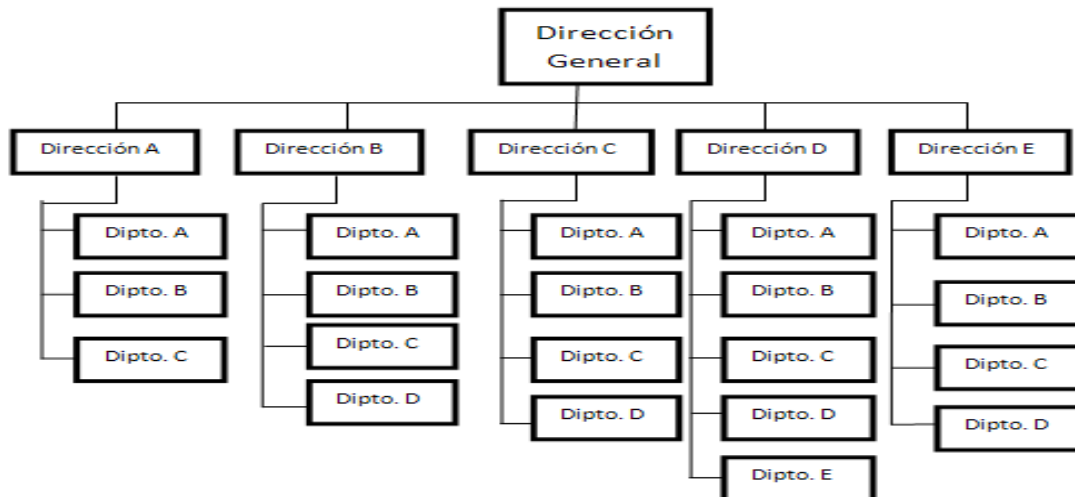 Dirección
General
Dirección A
Dirección B
Dirección C
Dirección D
Dirección E
Dipto. A
Dipto. B
Dipto. C
Dipto. A
Dipto. B
Dipto. C
Dipto. D
Dipto. A
Dipto. B
Dipto. C
Dipto. D
Dipto. A
Dipto. B
Dipto. C
Dipto. D
Dipto. E
Dipto. A
Dipto. B
Dipto. C
Dipto. D